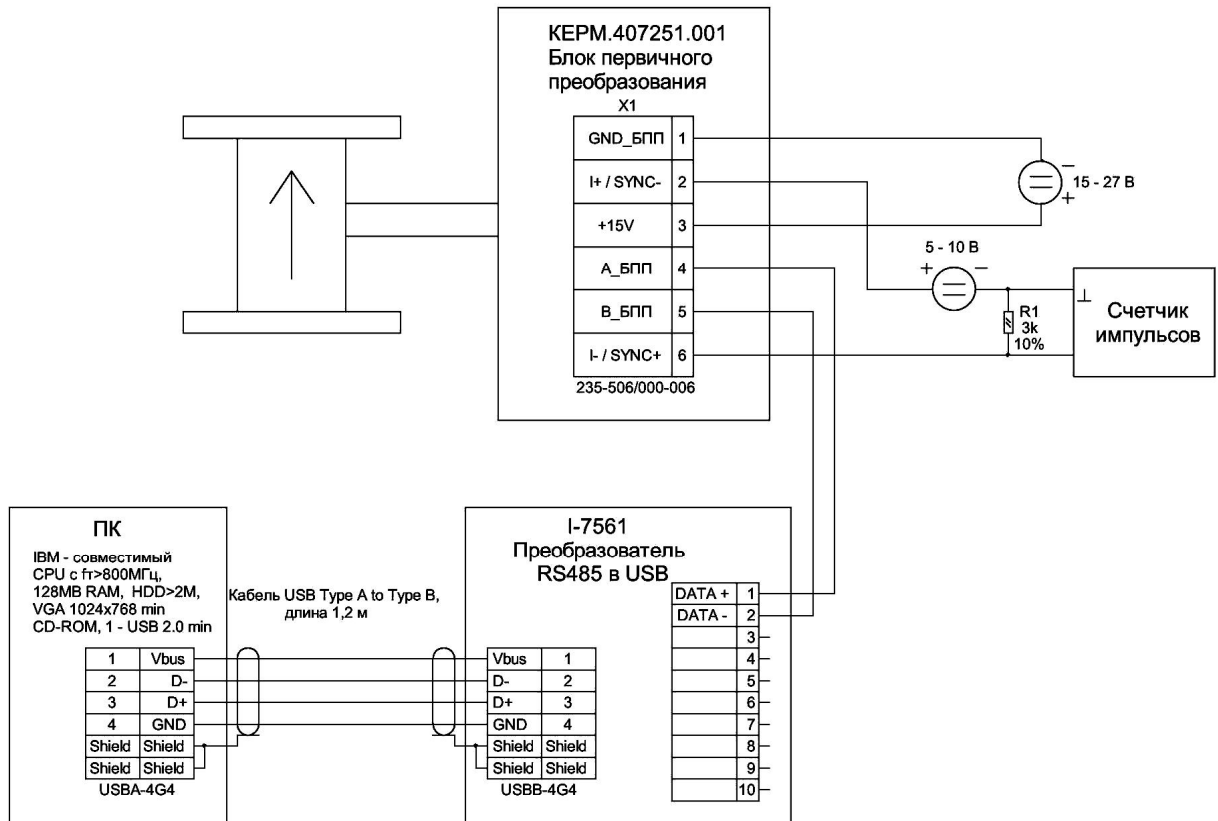 КЕРМ.407251.001
Блок первичного
преобразования
X1
GND_БПП 1
I+ / SYNC- 2
+15V 3
A_БПП 4
B_БПП 5
I- / SYNC+ 6
235-506/000-006
−
15 - 27 В
+
5 - 10 В
+ −
R1
3k
10%
⊥
Счетчик
импульсов
ПК
IBM - совместимый
CPU с fт>800МГц,
128MB RAM, HDD>2M,
VGA 1024x768 min
CD-ROM, 1 - USB 2.0 min
1 Vbus
2 D-
3 D+
4 GND
Shield Shield
Shield Shield
USBA-4G4
Кабель USB Type A to Type B,
длина 1,2 м
I-7561
Преобразователь
RS485 в USB
Vbus 1
D- 2
D+ 3
GND 4
Shield Shield
Shield Shield
USBB-4G4
DATA + 1
DATA - 2
3
4
5
6
7
8
9
10